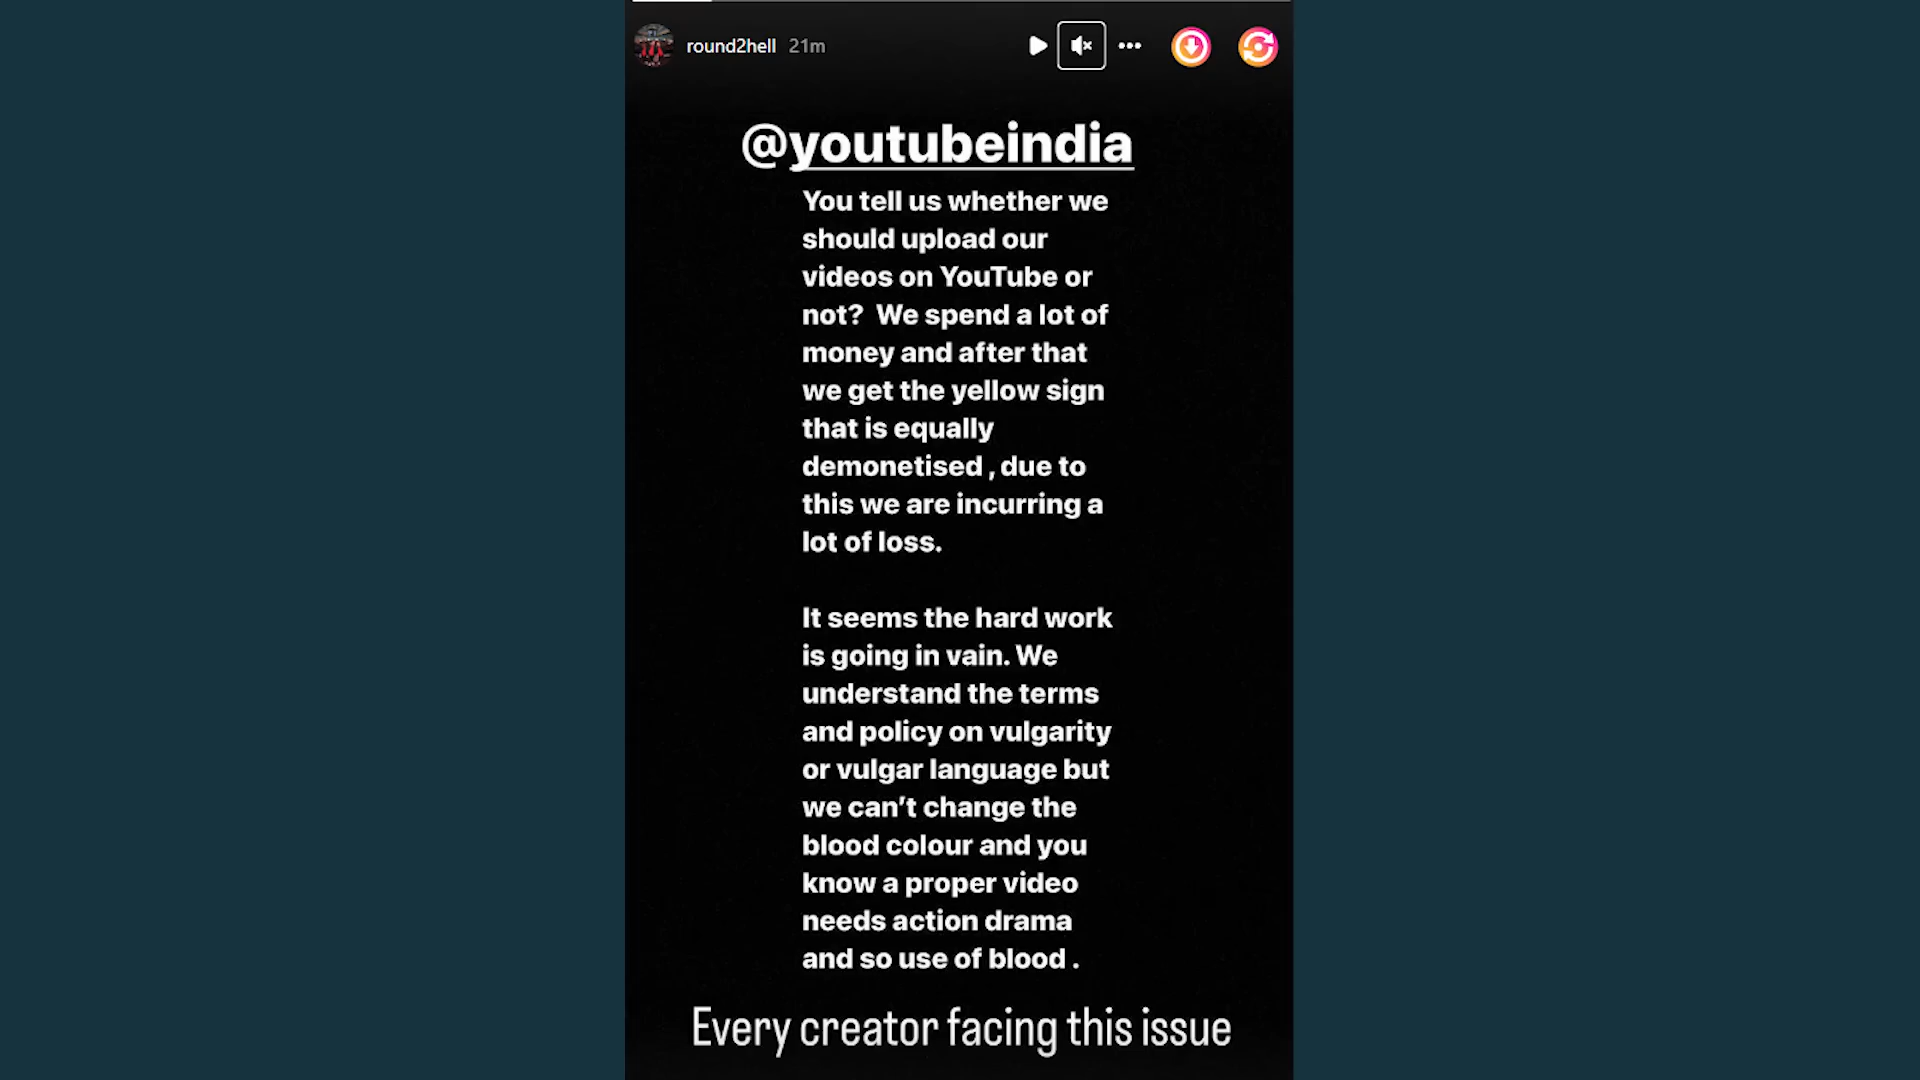 round2hell 21m
@youtubeindia
You tell us whether we
should upload our
videos on YouTube or
not?  We spend a lot of
money and after that
we get the yellow sign
that is equally
demonetised , due to
this we are incurring a
lot of loss.
It seems the hard work
is going in vain. We
understand the terms
and policy on vulgarity
or vulgar language but
we can’t change the
blood colour and you
know a proper video
needs action drama
and so use of blood .
Every creator facing this issue